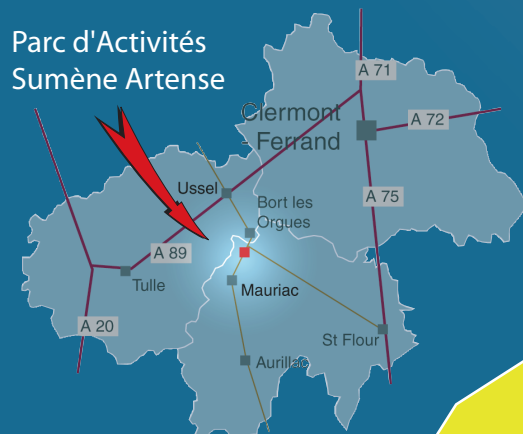 Parc d'Activités
Sumène Artense
A 71
Clermont
- Ferrand
A 72
Ussel
A 75
Bort les
Orgues
A 89
Tulle
Mauriac
A 20
St Flour
Aurillac